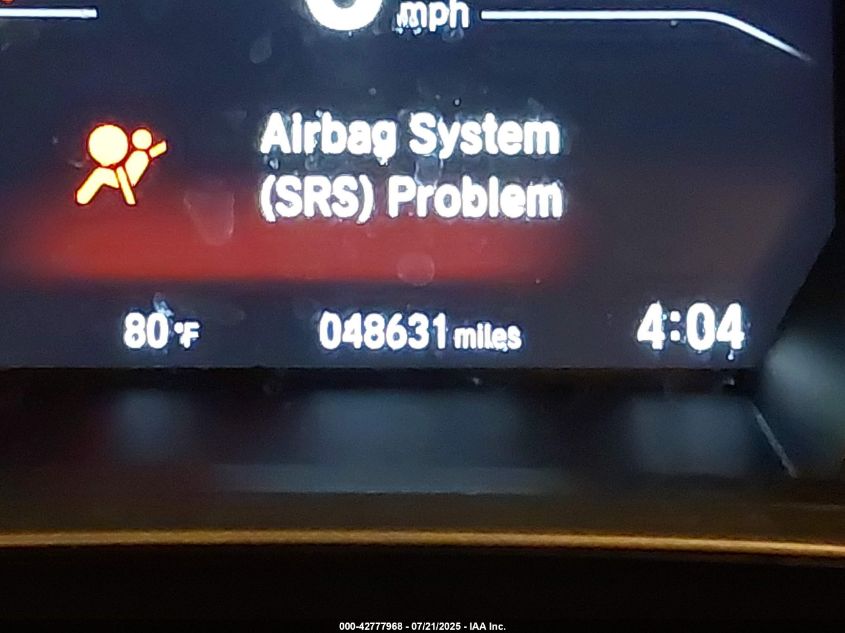 mph
Airbag System
(SRS) Problem
80°F 048631 miles 4:04
000-42777968 - 07/21/2025 - IAA Inc.